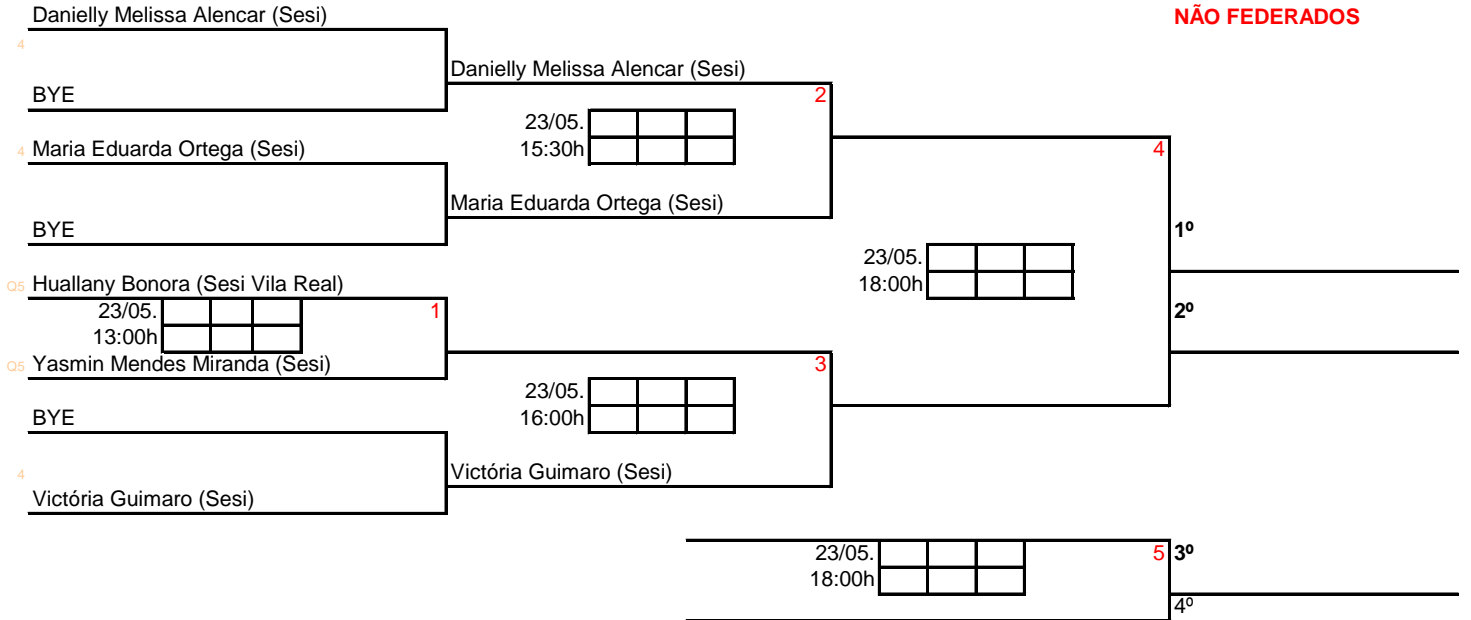 Danielly Melissa Alencar (Sesi)
NÃO FEDERADOS
4
Danielly Melissa Alencar (Sesi)
BYE
2
23/05.
15:30h
4 Maria Eduarda Ortega (Sesi)
4
Maria Eduarda Ortega (Sesi)
BYE
1º
23/05.
18:00h
Q5 Huallany Bonora (Sesi Vila Real)
23/05.
13:00h
1
2º
Q5 Yasmin Mendes Miranda (Sesi)
3
23/05.
16:00h
BYE
4
Victória Guimaro (Sesi)
Victória Guimaro (Sesi)
23/05.
18:00h
5
3º
4º